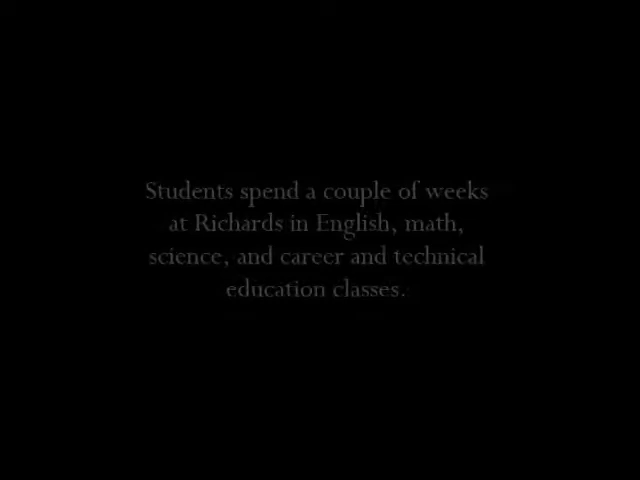 Students spend a couple of weeks
at Richards in English, math,
science, and career and technical
education classes.